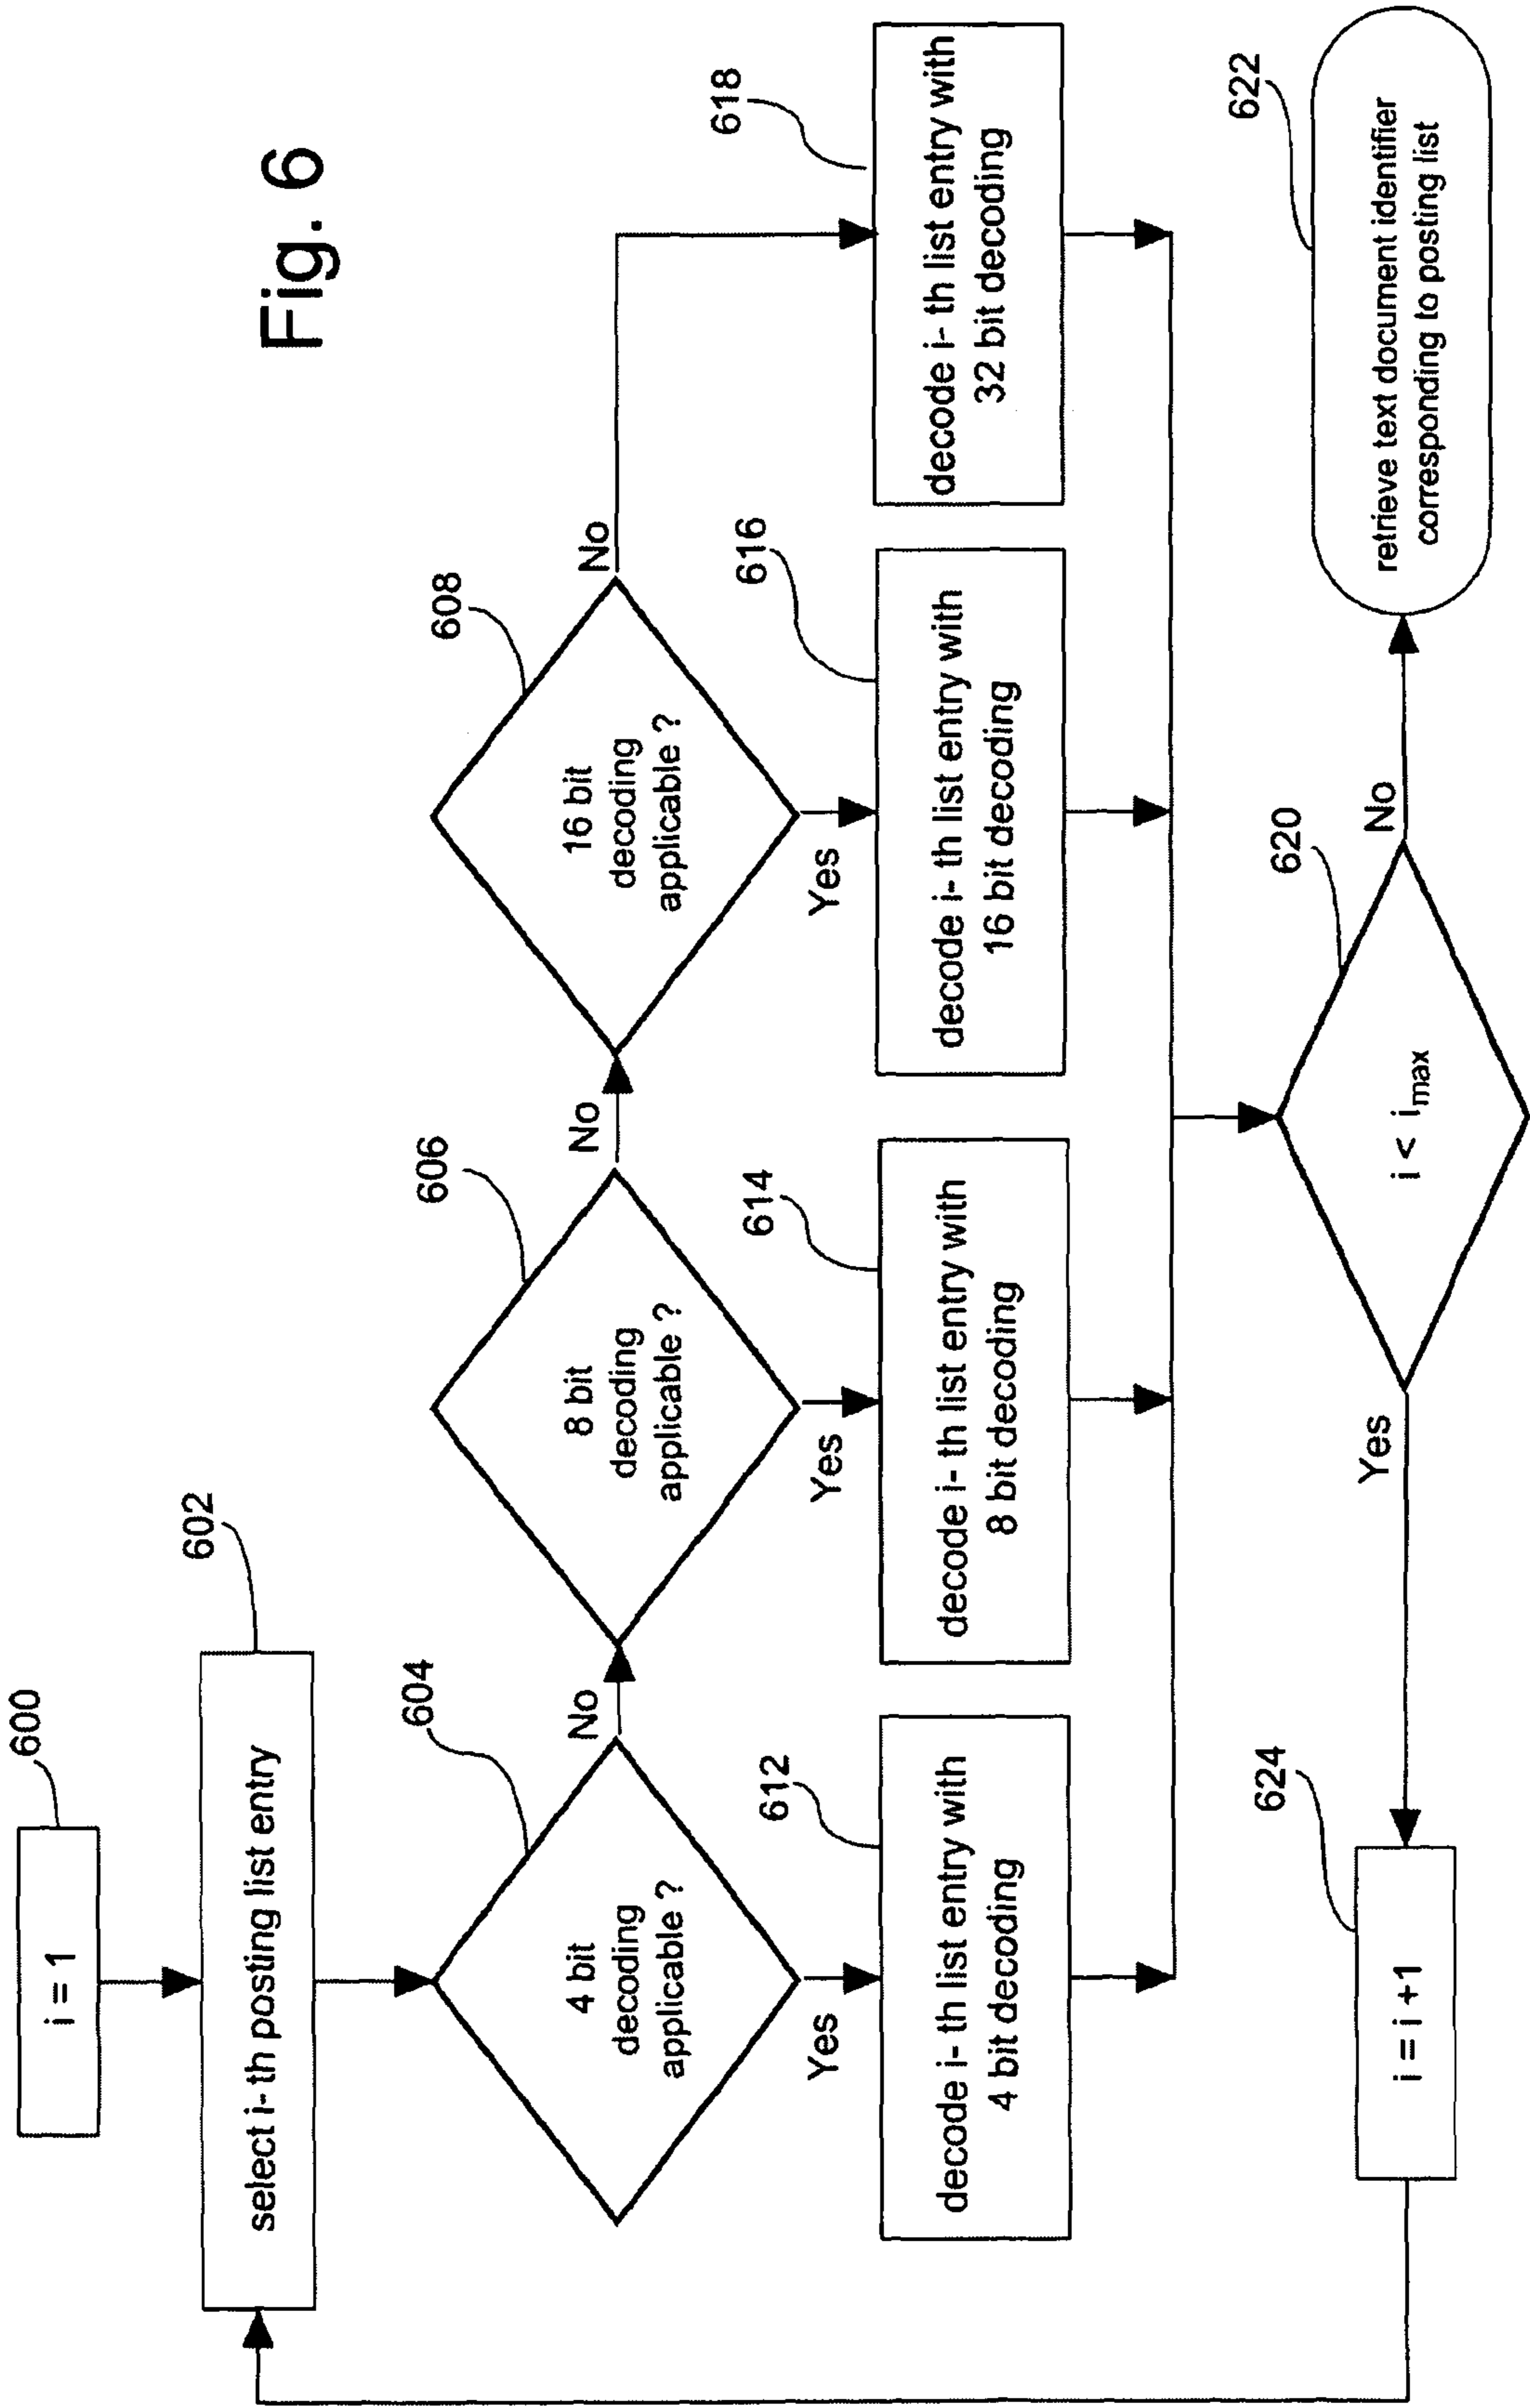 Fig. 6
600
i = 1
602
select i- th posting list entry
604
4 bit
decoding
applicable ?
No
606
8 bit
decoding
applicable ?
No
608
16 bit
decoding
applicable ?
No
Yes
Yes
Yes
612
decode i- th list entry with
4 bit decoding
614
decode i- th list entry with
8 bit decoding
616
decode i- th list entry with
16 bit decoding
618
decode i- th list entry with
32 bit decoding
620
i < imax
Yes
No
624
i = i +1
622
retrieve text document identifier
corresponding to posting list